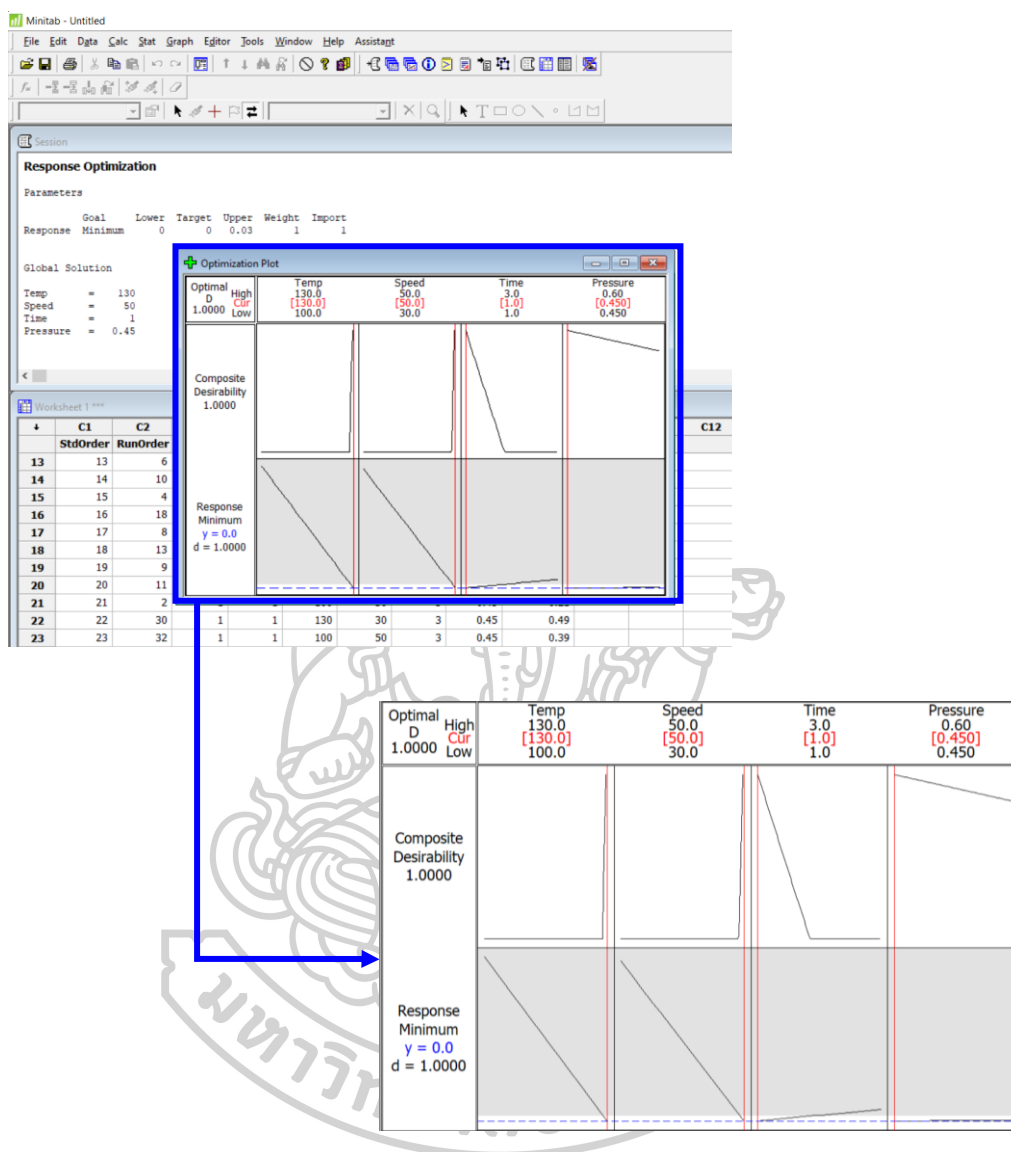 Minitab - Untitled
File Edit Data Calc Stat Graph Editor Tools Window Help Assistant
Session
Response Optimization
Parameters
Goal Lower Target Upper Weight Import
Response Minimum 0 0 0.03 1 1
Global Solution
Temp = 130
Speed = 50
Time = 1
Pressure = 0.45
Optimization Plot
Optimal D 1.0000
High Cur Low
Temp 130.0 [130.0] 100.0
Speed 50.0 [50.0] 30.0
Time 3.0 [1.0] 1.0
Pressure 0.60 [0.450] 0.450
Composite
Desirability
1.0000
Response
Minimum
y = 0.0
d = 1.0000
Worksheet 1 ***
C1 C2 C12
StdOrder RunOrder
13 13 6
14 14 10
15 15 4
16 16 18
17 17 8
18 18 13
19 19 9
20 20 11
21 21 2
22 22 30 1 1 130 30 3 0.45 0.49
23 23 32 1 1 100 50 3 0.45 0.39
Optimal D 1.0000
High Cur Low
Temp 130.0 [130.0] 100.0
Speed 50.0 [50.0] 30.0
Time 3.0 [1.0] 1.0
Pressure 0.60 [0.450] 0.450
Composite
Desirability
1.0000
Response
Minimum
y = 0.0
d = 1.0000